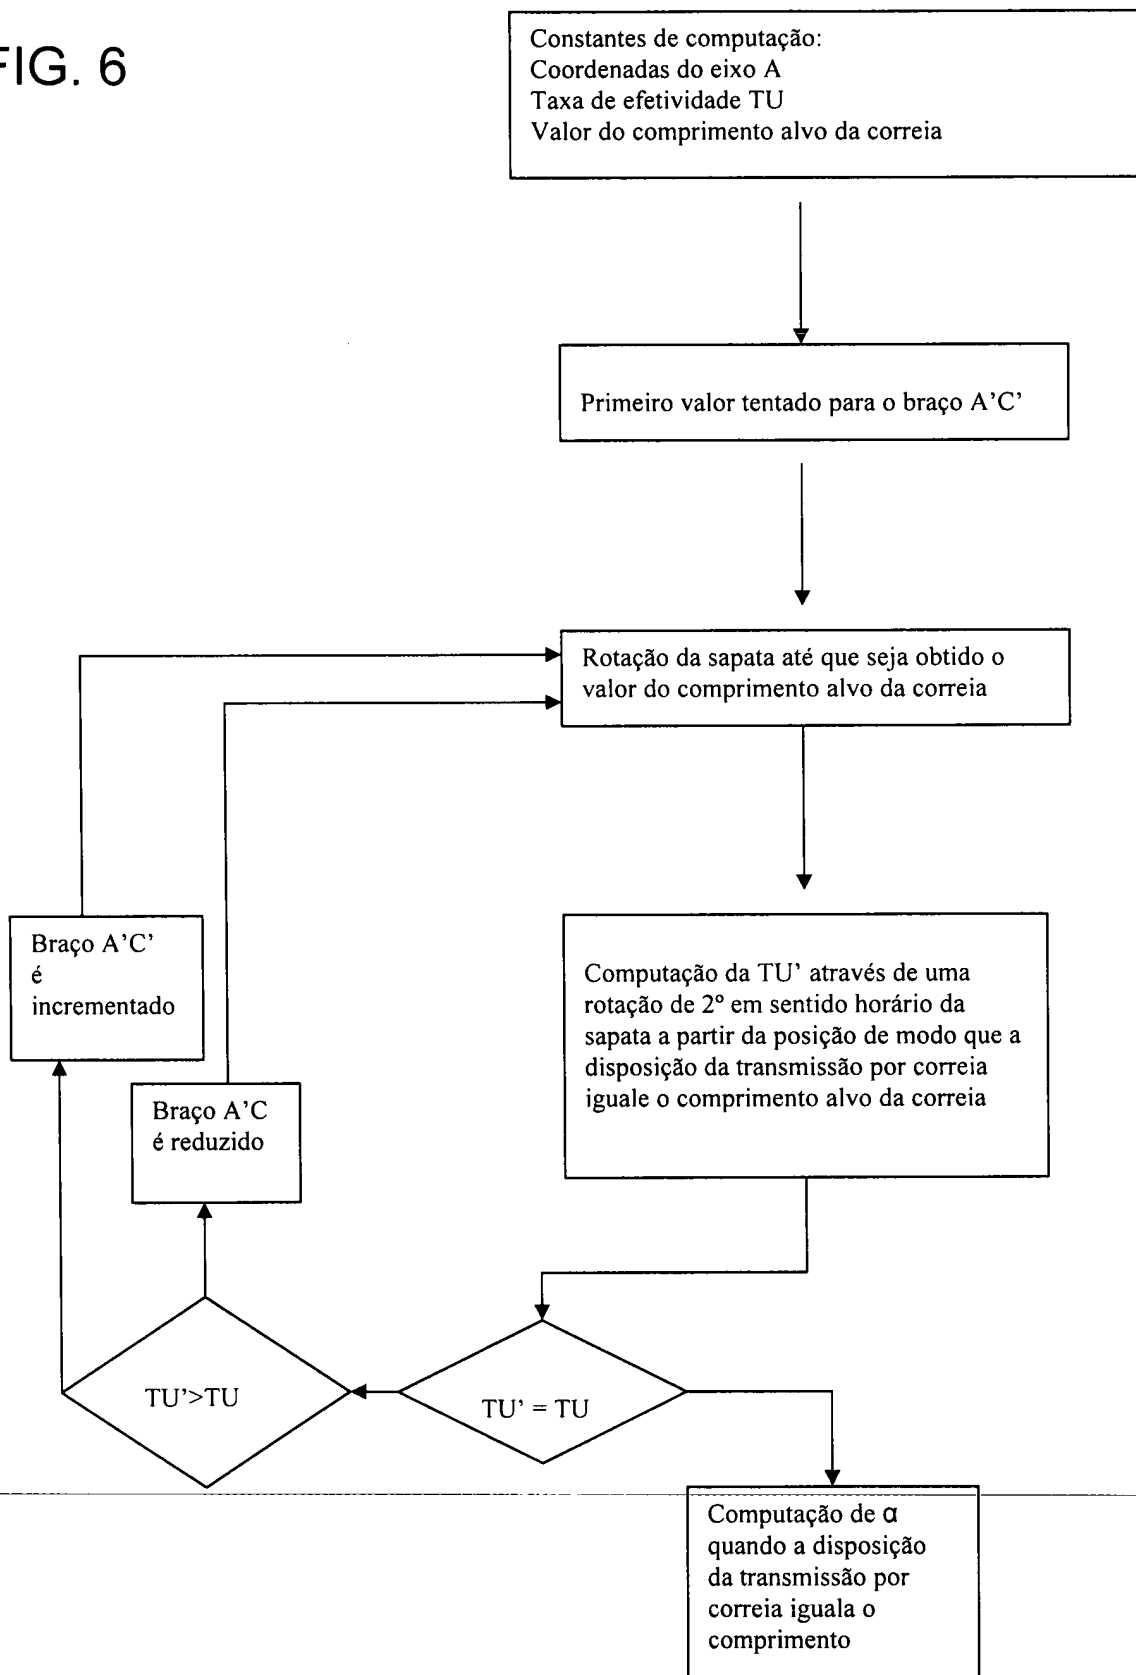 FIG. 6
Constantes de computação:
Coordenadas do eixo A
Taxa de efetividade TU
Valor do comprimento alvo da correia
Primeiro valor tentado para o braço A'C'
Rotação da sapata até que seja obtido o
valor do comprimento alvo da correia
Braço A'C'
é
incrementado
Computação da TU' através de uma
rotação de 2º em sentido horário da
sapata a partir da posição de modo que a
disposição da transmissão por correia
iguale o comprimento alvo da correia
Braço A'C
é reduzido
TU'>TU
TU' = TU
Computação de α
quando a disposição
da transmissão por
correia iguala o
comprimento